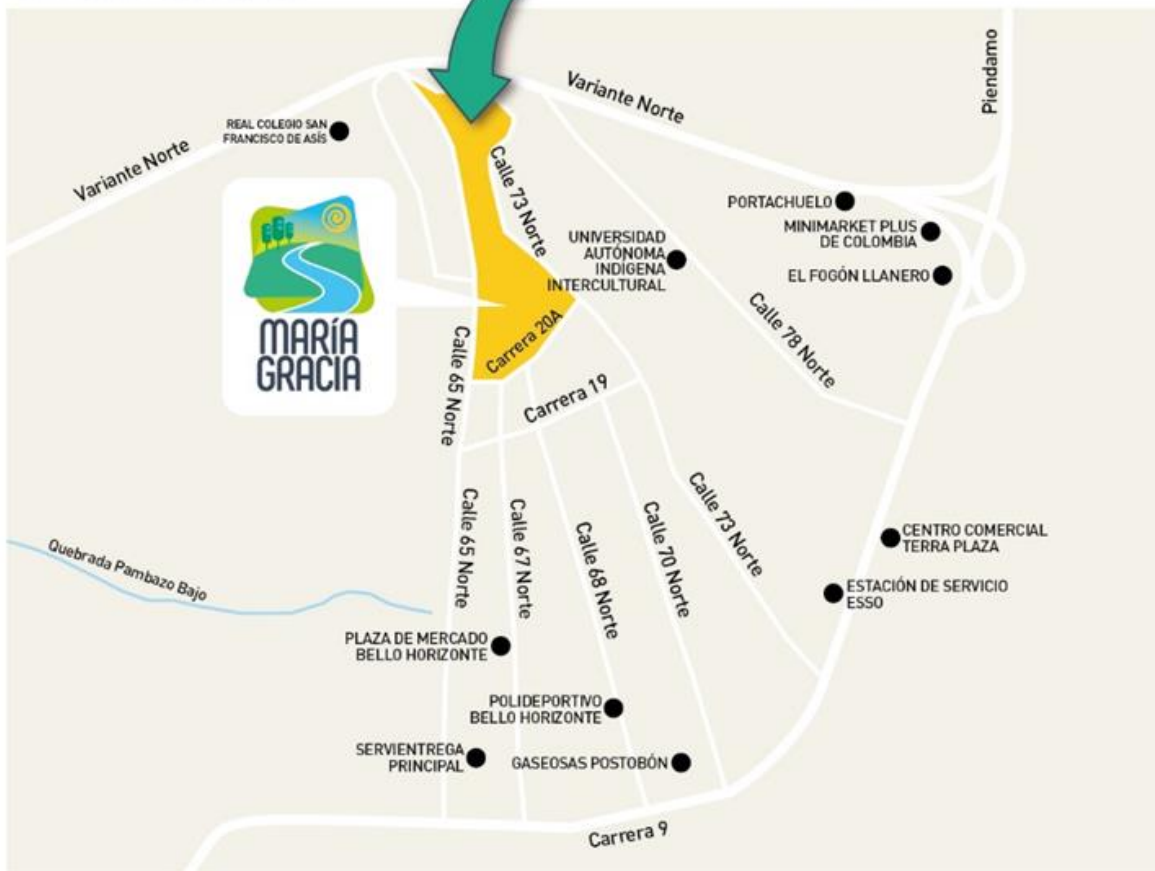 Piendamo
Variante Norte
REAL COLEGIO SAN
FRANCISCO DE ASÍS
Variante Norte
Calle 73 Norte
PORTACHUELO
MINIMARKET PLUS
DE COLOMBIA
UNIVERSIDAD
AUTÓNOMA
INDÍGENA
INTERCULTURAL
EL FOGÓN LLANERO
MARÍA
GRACIA
Calle 65 Norte
Carrera 20A
Calle 78 Norte
Carrera 19
Calle 65 Norte
Calle 67 Norte
Calle 68 Norte
Calle 70 Norte
Calle 73 Norte
CENTRO COMERCIAL
TERRA PLAZA
Quebrada Pambazo Bajo
ESTACIÓN DE SERVICIO
ESSO
PLAZA DE MERCADO
BELLO HORIZONTE
POLIDEPORTIVO
BELLO HORIZONTE
SERVIENTREGA
PRINCIPAL
GASEOSAS POSTOBÓN
Carrera 9